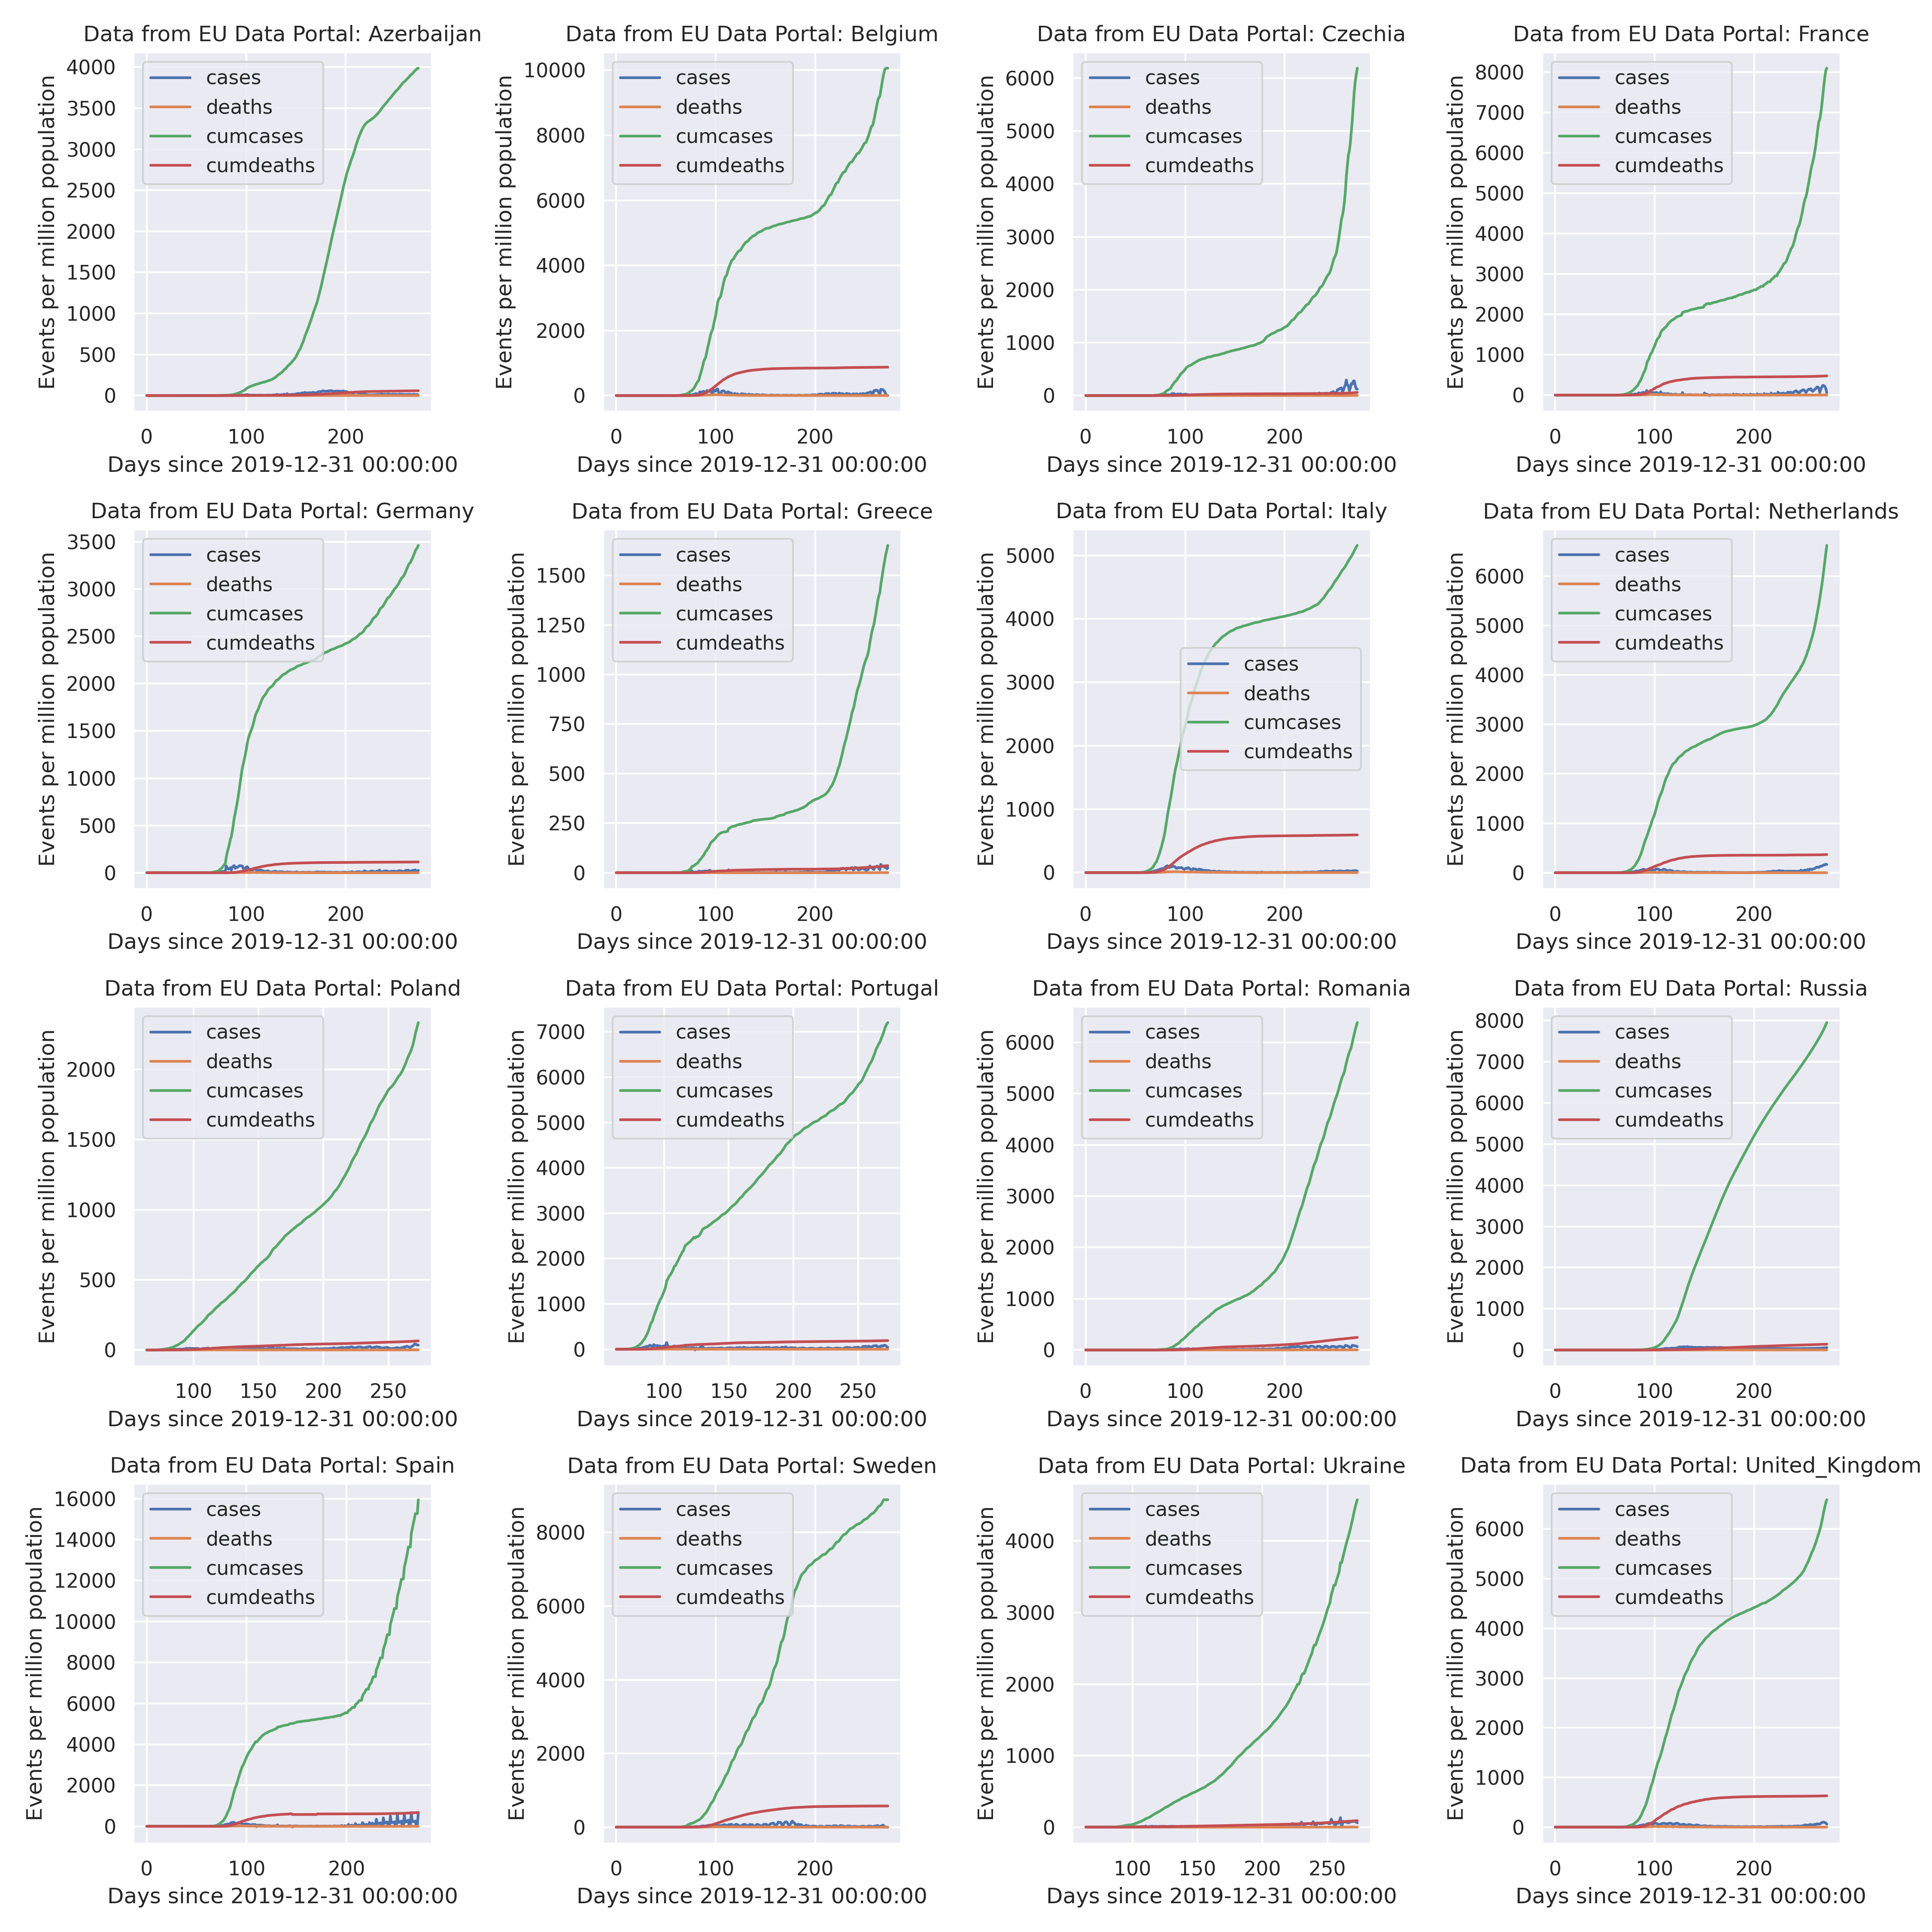 Data from EU Data Portal: Azerbaijan
Events per million population
4000
3500
3000
2500
2000
1500
1000
500
0
cases
deaths
cumcases
cumdeaths
0 100 200
Days since 2019-12-31 00:00:00
Data from EU Data Portal: Belgium
Events per million population
10000
8000
6000
4000
2000
0
cases
deaths
cumcases
cumdeaths
0 100 200
Days since 2019-12-31 00:00:00
Data from EU Data Portal: Czechia
Events per million population
6000
5000
4000
3000
2000
1000
0
cases
deaths
cumcases
cumdeaths
0 100 200
Days since 2019-12-31 00:00:00
Data from EU Data Portal: France
Events per million population
8000
7000
6000
5000
4000
3000
2000
1000
0
cases
deaths
cumcases
cumdeaths
0 100 200
Days since 2019-12-31 00:00:00
Data from EU Data Portal: Germany
Events per million population
3500
3000
2500
2000
1500
1000
500
0
cases
deaths
cumcases
cumdeaths
0 100 200
Days since 2019-12-31 00:00:00
Data from EU Data Portal: Greece
Events per million population
1500
1250
1000
750
500
250
0
cases
deaths
cumcases
cumdeaths
0 100 200
Days since 2019-12-31 00:00:00
Data from EU Data Portal: Italy
Events per million population
5000
4000
3000
2000
1000
0
cases
deaths
cumcases
cumdeaths
0 100 200
Days since 2019-12-31 00:00:00
Data from EU Data Portal: Netherlands
Events per million population
6000
5000
4000
3000
2000
1000
0
cases
deaths
cumcases
cumdeaths
0 100 200
Days since 2019-12-31 00:00:00
Data from EU Data Portal: Poland
Events per million population
2000
1500
1000
500
0
cases
deaths
cumcases
cumdeaths
100 150 200 250
Days since 2019-12-31 00:00:00
Data from EU Data Portal: Portugal
Events per million population
7000
6000
5000
4000
3000
2000
1000
0
cases
deaths
cumcases
cumdeaths
100 150 200 250
Days since 2019-12-31 00:00:00
Data from EU Data Portal: Romania
Events per million population
6000
5000
4000
3000
2000
1000
0
cases
deaths
cumcases
cumdeaths
0 100 200
Days since 2019-12-31 00:00:00
Data from EU Data Portal: Russia
Events per million population
8000
7000
6000
5000
4000
3000
2000
1000
0
cases
deaths
cumcases
cumdeaths
0 100 200
Days since 2019-12-31 00:00:00
Data from EU Data Portal: Spain
Events per million population
16000
14000
12000
10000
8000
6000
4000
2000
0
cases
deaths
cumcases
cumdeaths
0 100 200
Days since 2019-12-31 00:00:00
Data from EU Data Portal: Sweden
Events per million population
8000
6000
4000
2000
0
cases
deaths
cumcases
cumdeaths
0 100 200
Days since 2019-12-31 00:00:00
Data from EU Data Portal: Ukraine
Events per million population
4000
3000
2000
1000
0
cases
deaths
cumcases
cumdeaths
100 150 200 250
Days since 2019-12-31 00:00:00
Data from EU Data Portal: United_Kingdom
Events per million population
6000
5000
4000
3000
2000
1000
0
cases
deaths
cumcases
cumdeaths
0 100 200
Days since 2019-12-31 00:00:00